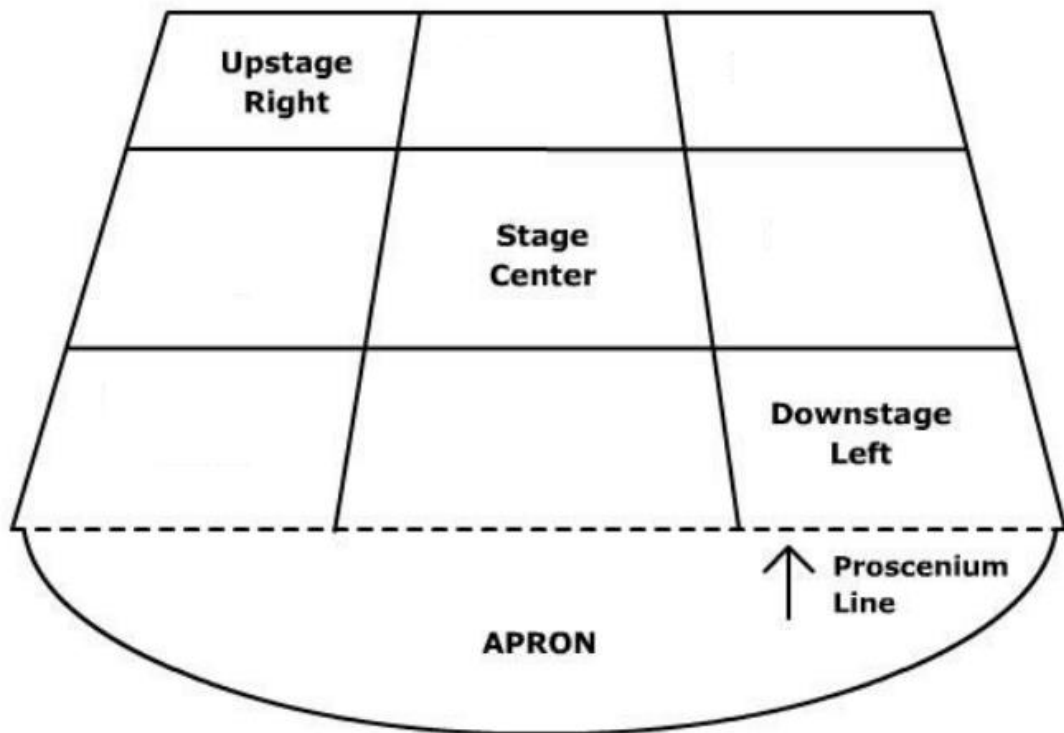 Upstage
Right
Stage
Center
Downstage
Left
Proscenium
Line
APRON